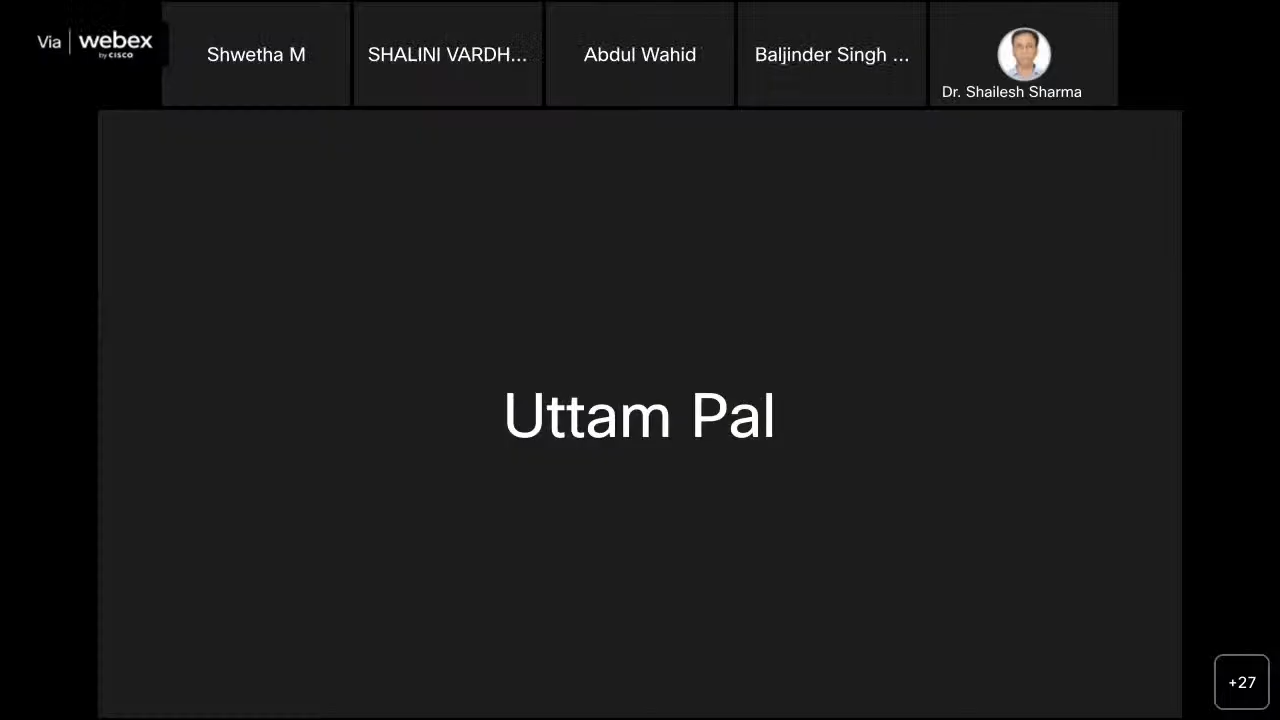 Via webex
by CISCO
Shwetha M
SHALINI VARDH...
Abdul Wahid
Baljinder Singh ...
Dr. Shailesh Sharma
Uttam Pal
+27